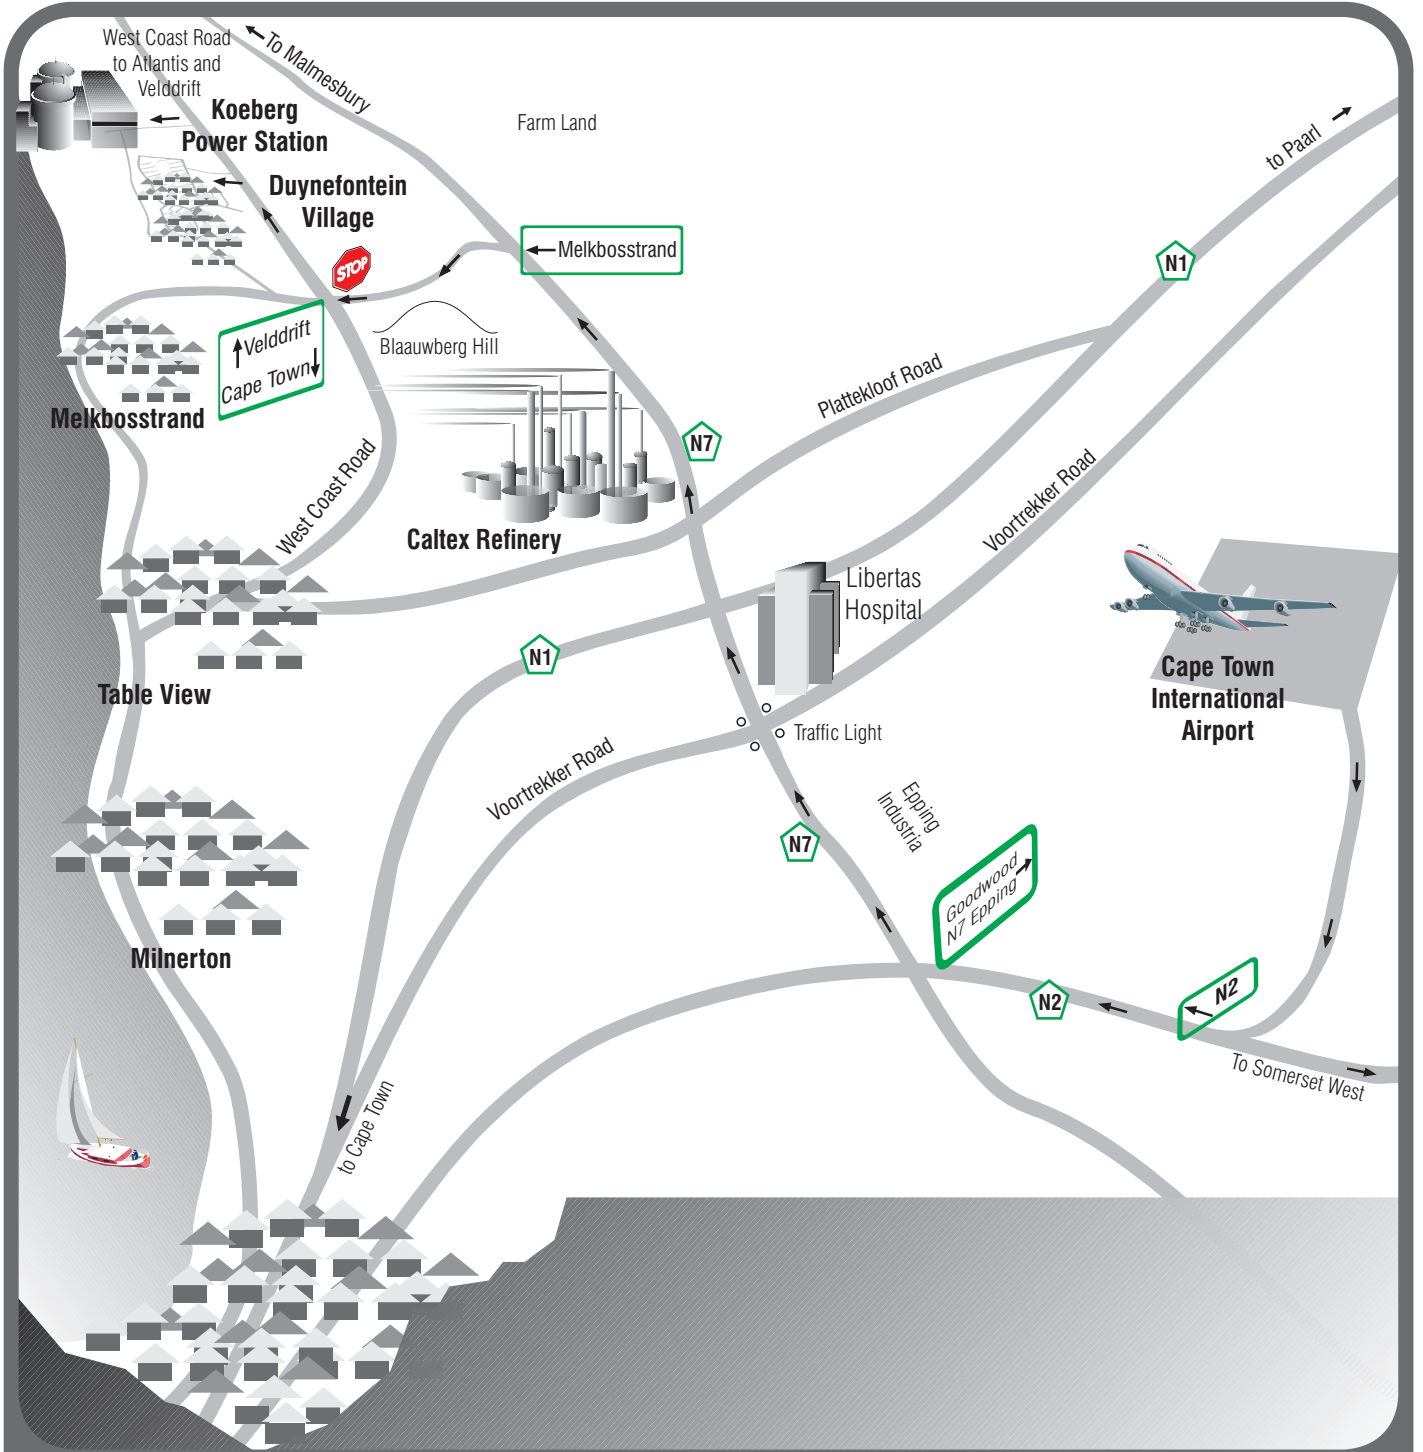 West Coast Road
to Atlantis and
Velddrift
To Malmesbury
Koeberg
Power Station
Farm Land
to Paarl
Duynefontein
Village
STOP
Melkbosstrand
N1
Velddrift
Cape Town
Blaauwberg Hill
Plattekloof Road
Melkbosstrand
N7
West Coast Road
Voortrekker Road
Caltex Refinery
Libertas
Hospital
N1
Table View
Cape Town
International
Airport
Traffic Light
Voortrekker Road
Epping
Industria
N7
Goodwood
N7 Epping
Milnerton
N2
N2
To Somerset West
to Cape Town